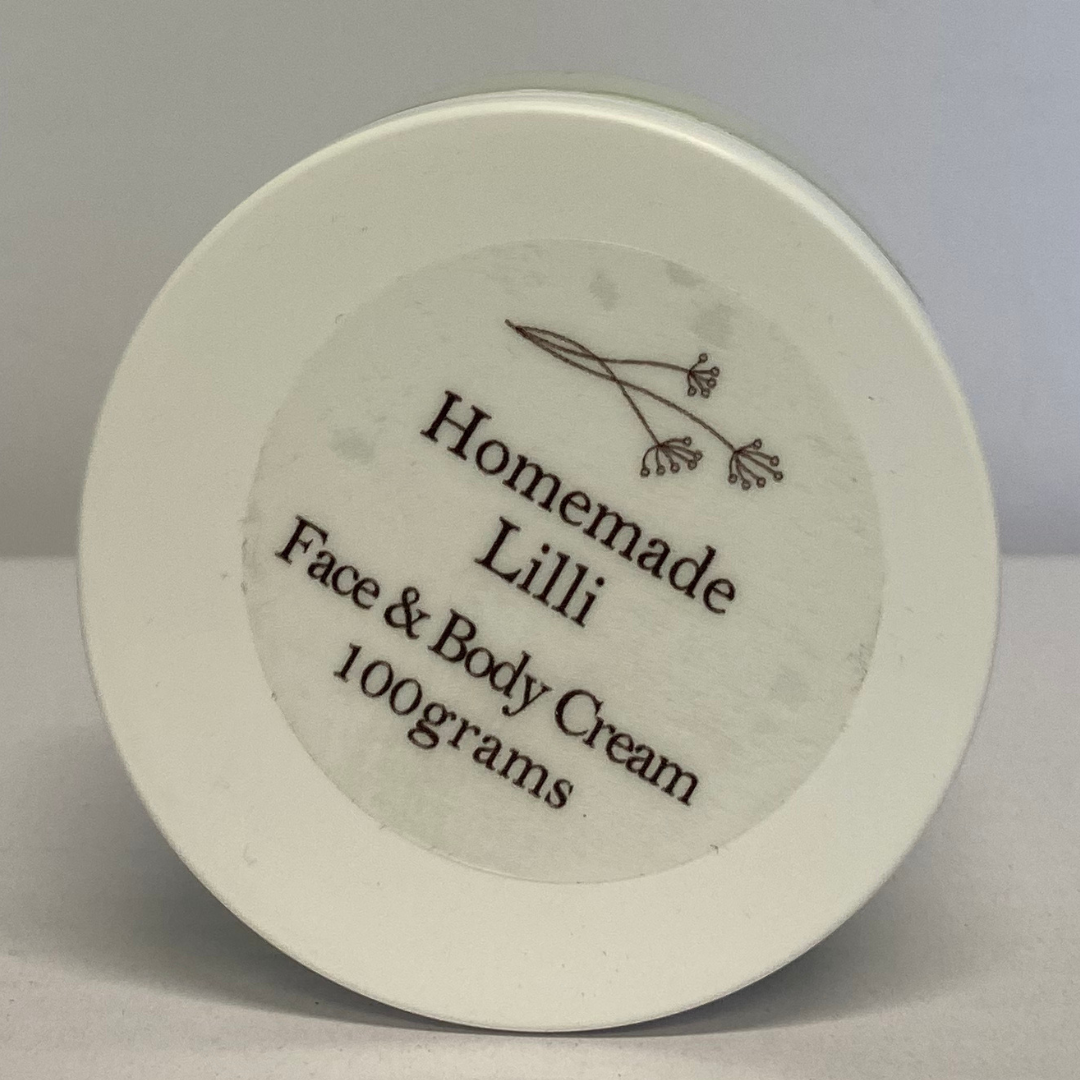 Homemade
Lilli
Face & Body Cream
100grams